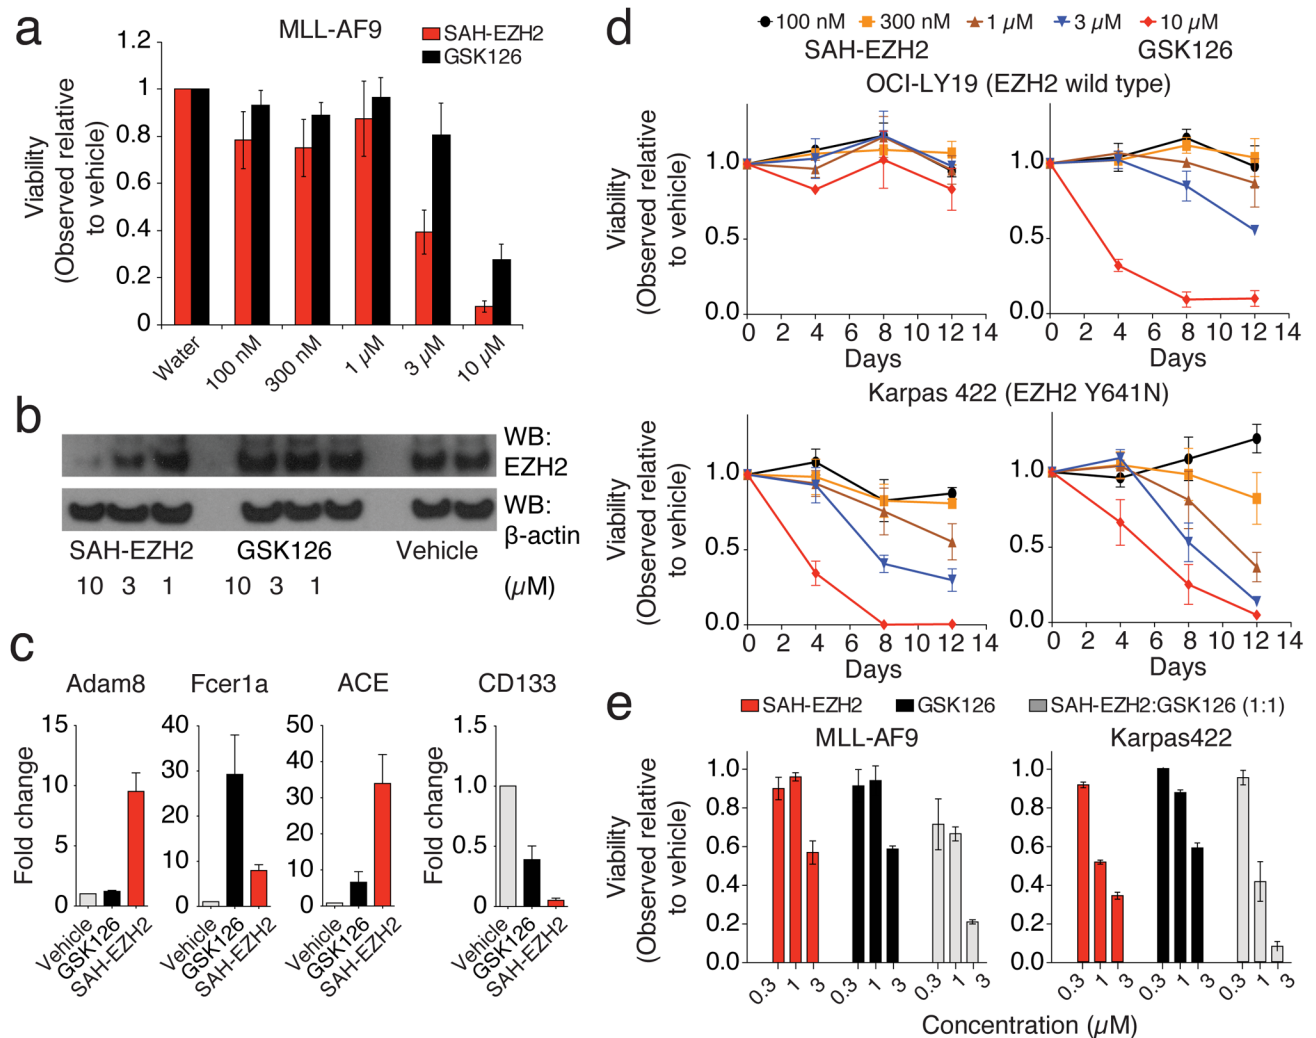 a
MLL-AF9
SAH-EZH2
GSK126
Viability
(Observed relative
to vehicle)
1.2
1
0.8
0.6
0.4
0.2
0
Water
100 nM
300 nM
1 µM
3 µM
10 µM
b
WB:
EZH2
WB:
β-actin
SAH-EZH2 GSK126 Vehicle
10 3 1 10 3 1 (µM)
c
Adam8 Fcer1a ACE CD133
Fold change
15
10
5
0
Vehicle
GSK126
SAH-EZH2
40
30
20
10
0
Vehicle
GSK126
SAH-EZH2
50
40
30
20
10
0
Vehicle
GSK126
SAH-EZH2
Fold change
1.5
1.0
0.5
0
Vehicle
GSK126
SAH-EZH2
d
100 nM 300 nM 1 µM 3 µM 10 µM
SAH-EZH2 GSK126
OCI-LY19 (EZH2 wild type)
Viability
(Observed relative
to vehicle)
1.0
0.5
0.0
0 2 4 6 8 10 12 14
Days
1.0
0.5
0.0
0 2 4 6 8 10 12 14
Days
Karpas 422 (EZH2 Y641N)
Viability
(Observed relative
to vehicle)
1.0
0.5
0.0
0 2 4 6 8 10 12 14
Days
1.0
0.5
0.0
0 2 4 6 8 10 12 14
Days
e
SAH-EZH2 GSK126 SAH-EZH2:GSK126 (1:1)
MLL-AF9 Karpas422
Viability
(Observed relative
to vehicle)
1.0
0.8
0.6
0.4
0.2
0.0
0.3 1 3 0.3 1 3 0.3 1 3
1.0
0.8
0.6
0.4
0.2
0.0
0.3 1 3 0.3 1 3 0.3 1 3
Concentration (µM)